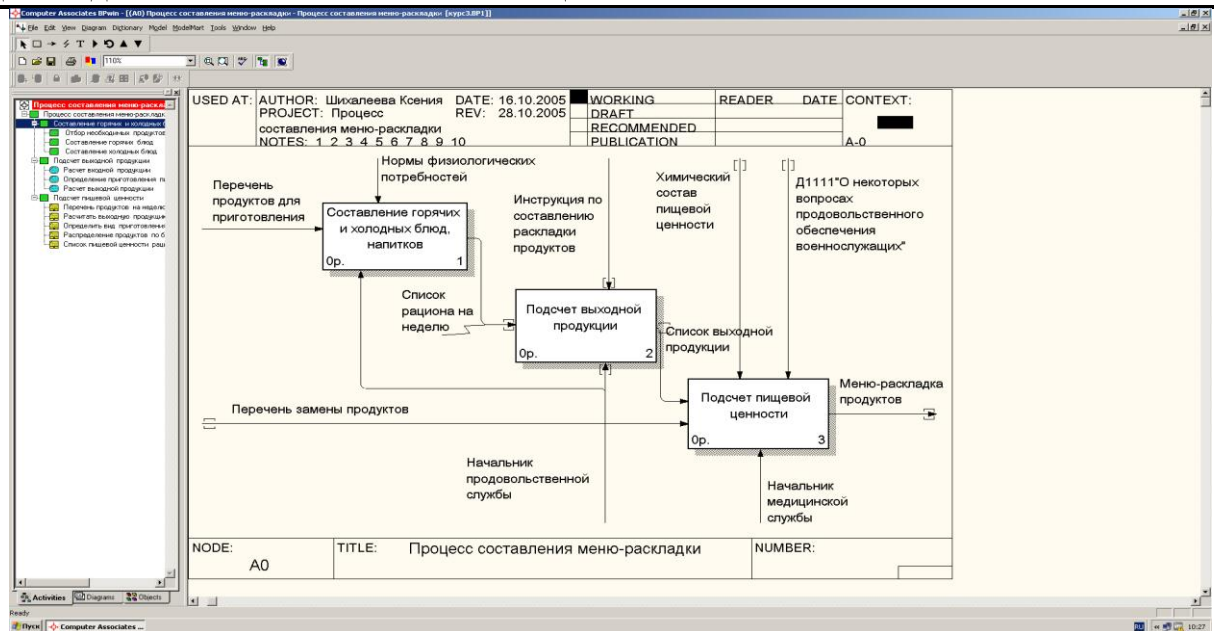 Computer Associates BPwin - [(A0) Процесс составления меню-раскладки - Процесс составления меню-раскладки [курс3.BP1]]
File Edit View Diagram Dictionary Model ModelMart Tools Window Help
110%
Процесс составления меню-раскла
Процесс составления меню-расклад
Составление горячих и холодных б
Отбор необходимых продуктов
Составление горячих блюд
Составление холодных блюд
Подсчет выходной продукции
Расчет входной продукции
Определение приготовления п
Расчет выходной продукции
Подсчет пищевой ценности
Перечень продуктов на неделю
Расчитать выходную продукци
Определить вид приготовлени
Распределение продуктов по б
Список пищевой ценности рац
Activities Diagrams Objects
USED AT: AUTHOR: Шихалеева Ксения DATE: 16.10.2005 WORKING READER DATE CONTEXT:
PROJECT: Процесс REV: 28.10.2005 DRAFT
составления меню-раскладки RECOMMENDED
NOTES: 1 2 3 4 5 6 7 8 9 10 PUBLICATION A-0
Нормы физиологических
потребностей
Перечень
продуктов для
приготовления
Составление горячих
и холодных блюд,
напитков
0р. 1
Инструкция по
составлению
раскладки
продуктов
Химический
состав
пищевой
ценности
Д1111"О некоторых
вопросах
продовольственного
обеспечения
военнослужащих"
Список
рациона на
неделю
Подсчет выходной
продукции
0р. 2
Список выходной
продукции
Подсчет пищевой
ценности
0р. 3
Меню-раскладка
продуктов
Перечень замены продуктов
Начальник
продовольственной
службы
Начальник
медицинской
службы
NODE: TITLE: Процесс составления меню-раскладки NUMBER:
A0
Ready
Пуск Computer Associates ... RU 10:27